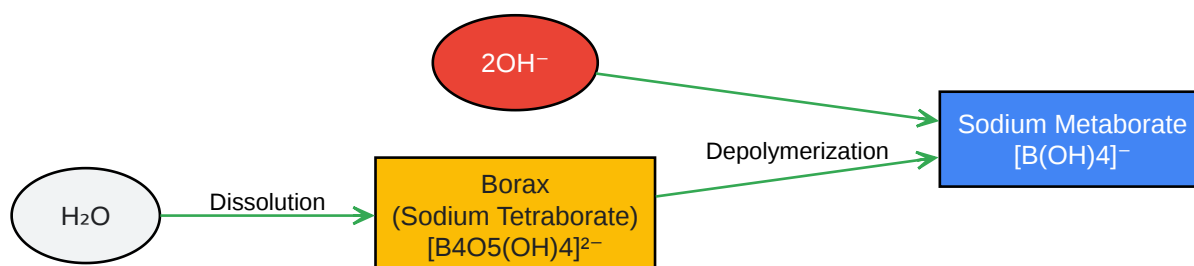 2OH⁻
Sodium Metaborate
[B(OH)4]⁻
Depolymerization
H₂O
Dissolution
Borax
(Sodium Tetraborate)
[B4O5(OH)4]²⁻